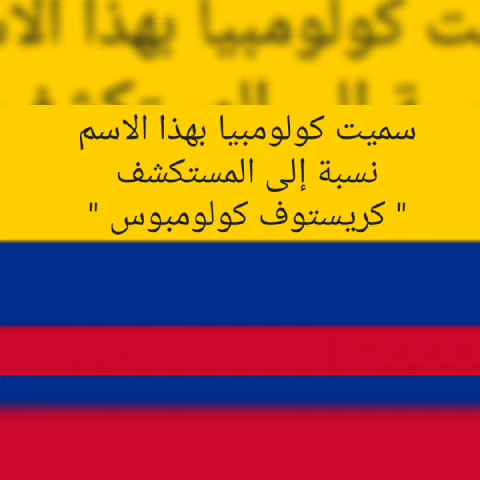 سميت كولومبيا بهذا الاسم
نسبة إلى المستكشف
" كريستوف كولومبوس "